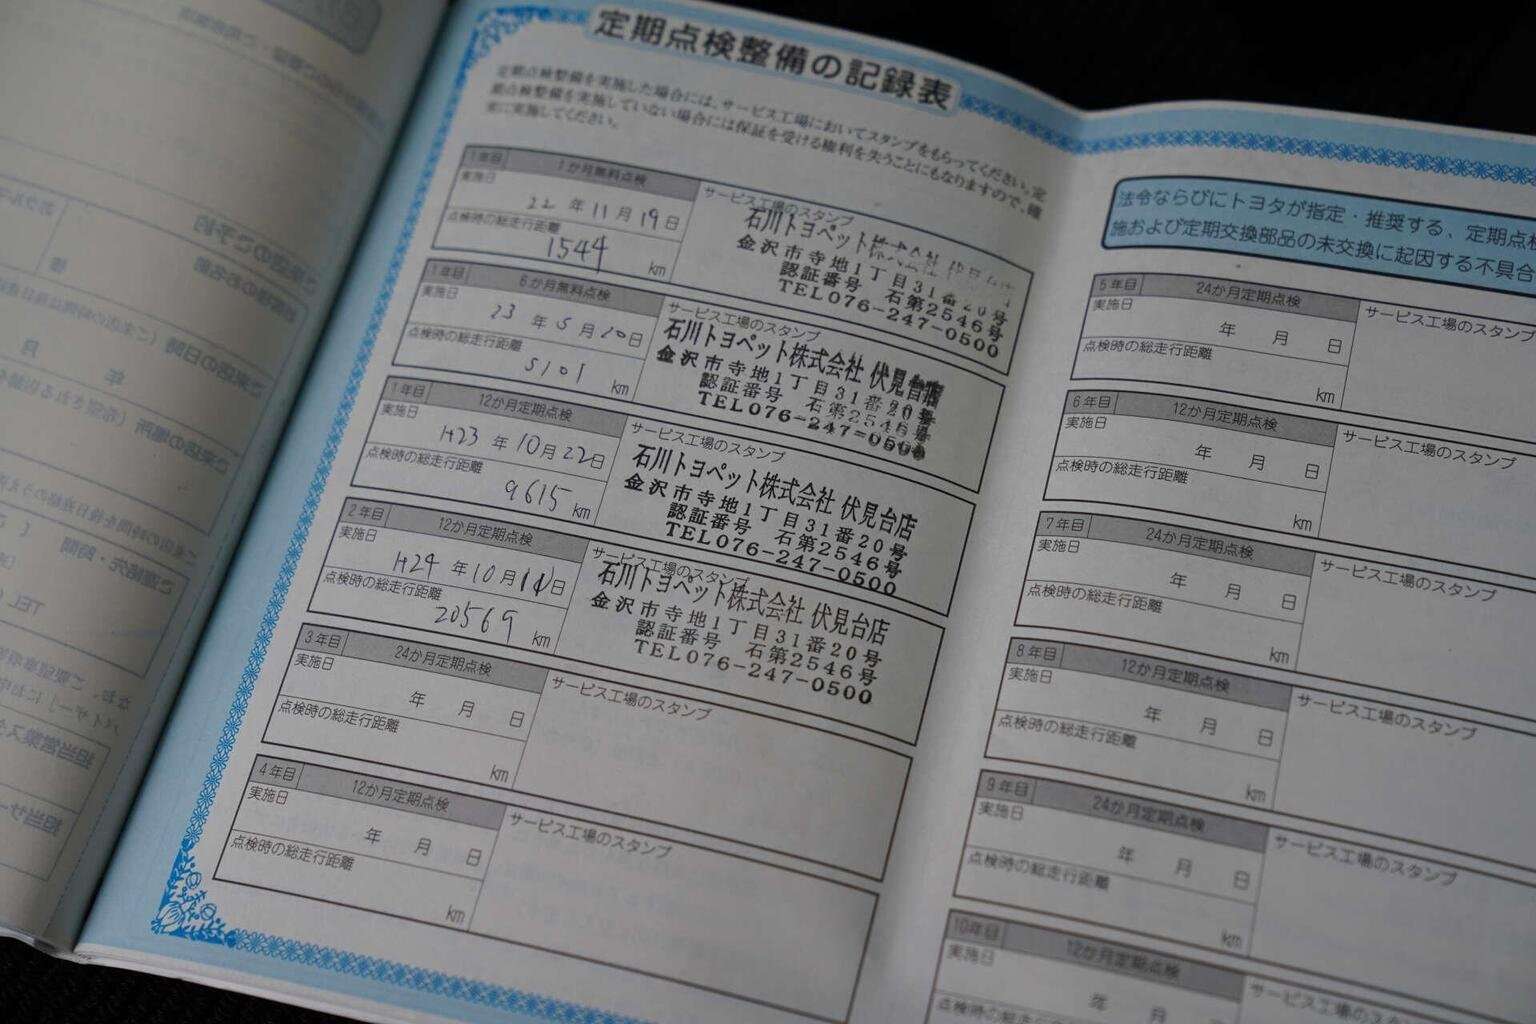 定期点検整備の記録表
定期点検整備を実施した場合には、サービス工場においてスタンプをもらってください。定
期点検整備を実施していない場合には保証を受ける権利を失うことにもなりますので、確
実に実施してください。
1年目 1か月無料点検
実施日
22年11月19日
点検時の総走行距離
1544 km
サービス工場のスタンプ
石川トヨペット株式会社
金沢市寺地1丁目31番20号
認証番号 石第2546号
TEL076-247-0500
1年目 6か月無料点検
実施日
23年5月20日
点検時の総走行距離
5101 km
サービス工場のスタンプ
石川トヨペット株式会社 伏見台店
金沢市寺地1丁目31番20号
認証番号 石第2546号
TEL076-247-0500
1年目 12か月定期点検
実施日
H23年10月22日
点検時の総走行距離
9615 km
サービス工場のスタンプ
石川トヨペット株式会社 伏見台店
金沢市寺地1丁目31番20号
認証番号 石第2546号
TEL076-247-0500
2年目 12か月定期点検
実施日
H24年10月日
点検時の総走行距離
20569 km
サービス工場のスタンプ
石川トヨペット株式会社 伏見台店
金沢市寺地1丁目31番20号
認証番号 石第2546号
TEL076-247-0500
3年目 24か月定期点検
実施日
年 月 日
点検時の総走行距離
km
サービス工場のスタンプ
4年目 12か月定期点検
実施日
年 月 日
点検時の総走行距離
km
サービス工場のスタンプ
法令ならびにトヨタが指定・推奨する、定期点検
施および定期交換部品の未交換に起因する不具合
5年目 24か月定期点検
実施日
年 月 日
点検時の総走行距離
km
サービス工場のスタンプ
6年目 12か月定期点検
実施日
年 月 日
点検時の総走行距離
km
サービス工場のスタンプ
7年目 24か月定期点検
実施日
年 月 日
点検時の総走行距離
km
サービス工場のスタンプ
8年目 12か月定期点検
実施日
年 月 日
点検時の総走行距離
km
サービス工場のスタンプ
9年目 24か月定期点検
実施日
年 月 日
点検時の総走行距離
km
サービス工場のスタンプ
10年目 12か月定期点検
実施日
年 月 日
サービス工場のスタンプ